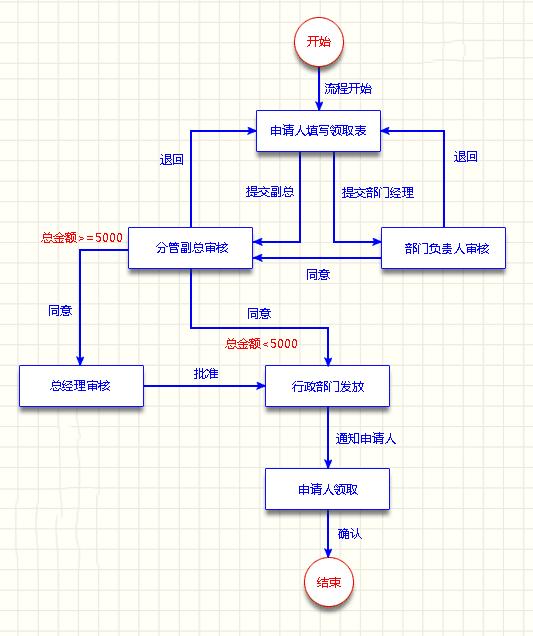 开始
流程开始
申请人填写领取表
退回
退回
提交副总
提交部门经理
总金额>=5000
分管副总审核
部门负责人审核
同意
同意
同意
总金额<5000
总经理审核
批准
行政部门发放
通知申请人
申请人领取
确认
结束